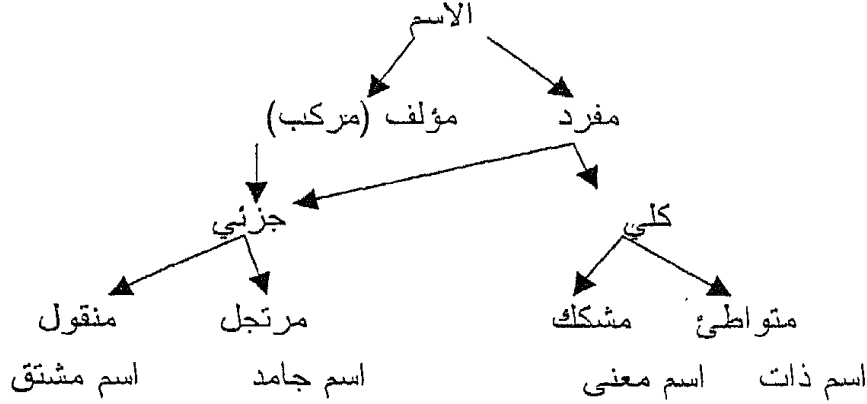 الاسم
مفرد مؤلف (مركب)
كلي جزئي
متواطئ مشكك مرتجل منقول
اسم ذات اسم معنى اسم جامد اسم مشتق